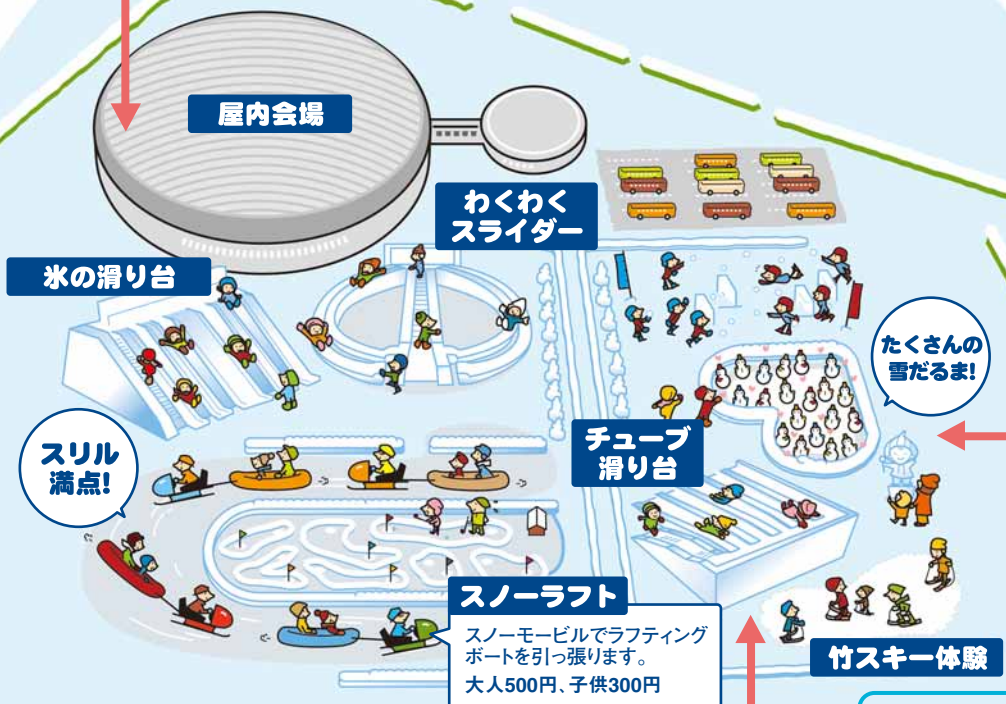 屋内会場
わくわく
スライダー
氷の滑り台
たくさんの
雪だるま!
スリル
満点!
チューブ
滑り台
スノーラフト
スノーモービルでラフティング
ボートを引っ張ります。
大人500円、子供300円
竹スキー体験